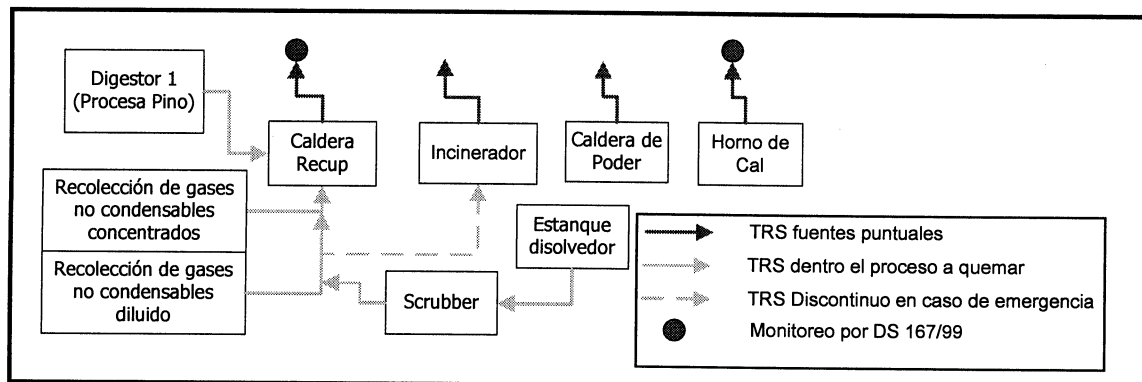 Digestor 1
(Procesa Pino)
Caldera
Recup
Incinerador
Caldera de
Poder
Horno de
Cal
Recolección de gases
no condensables
concentrados
Recolección de gases
no condensables
diluido
Scrubber
Estanque
disolvedor
TRS fuentes puntuales
TRS dentro el proceso a quemar
TRS Discontinuo en caso de emergencia
Monitoreo por DS 167/99